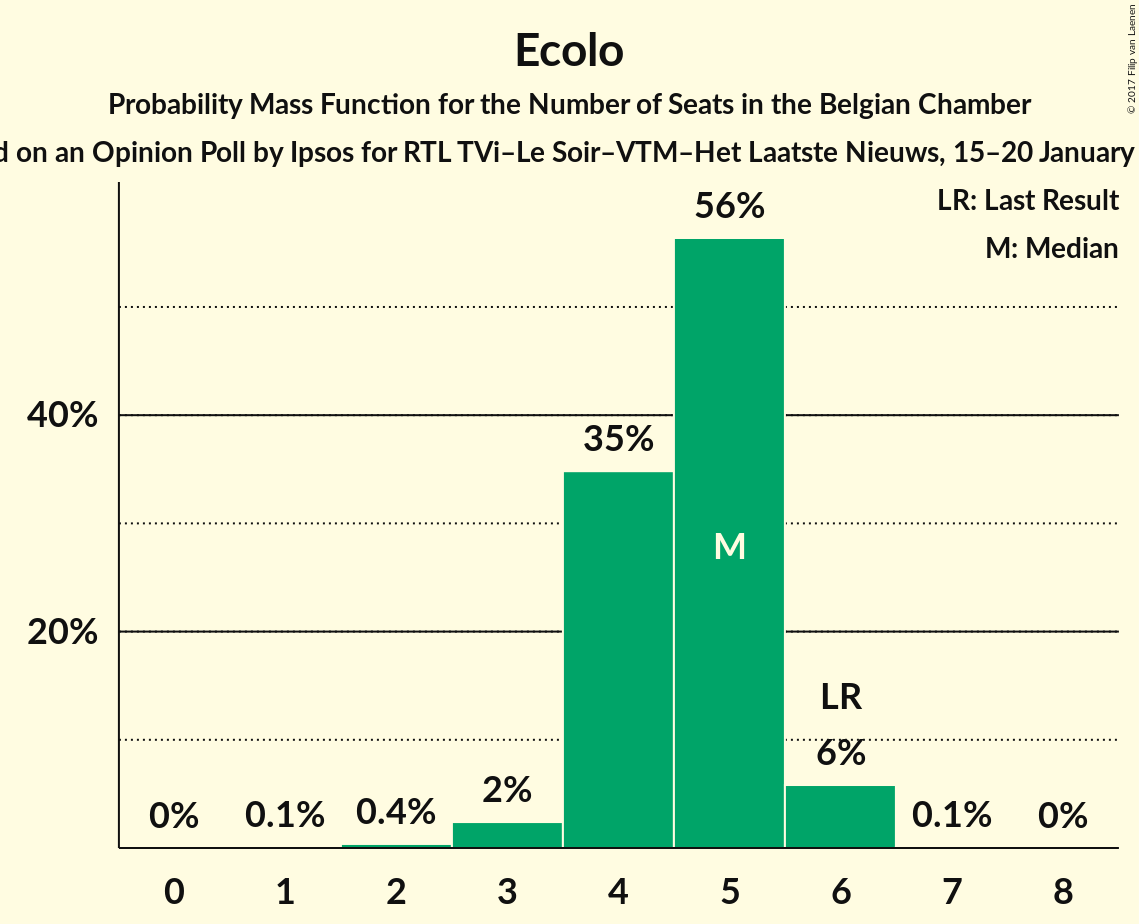 Ecolo
Probability Mass Function for the Number of Seats in the Belgian Chamber
on an Opinion Poll by Ipsos for RTL TVi–Le Soir–VTM–Het Laatste Nieuws, 15–20 January
© 2017 Filip van Laenen
LR: Last Result
M: Median
56%
40%
35%
M
20%
LR
6%
2%
0% 0.1% 0.4% 0.1% 0%
0 1 2 3 4 5 6 7 8